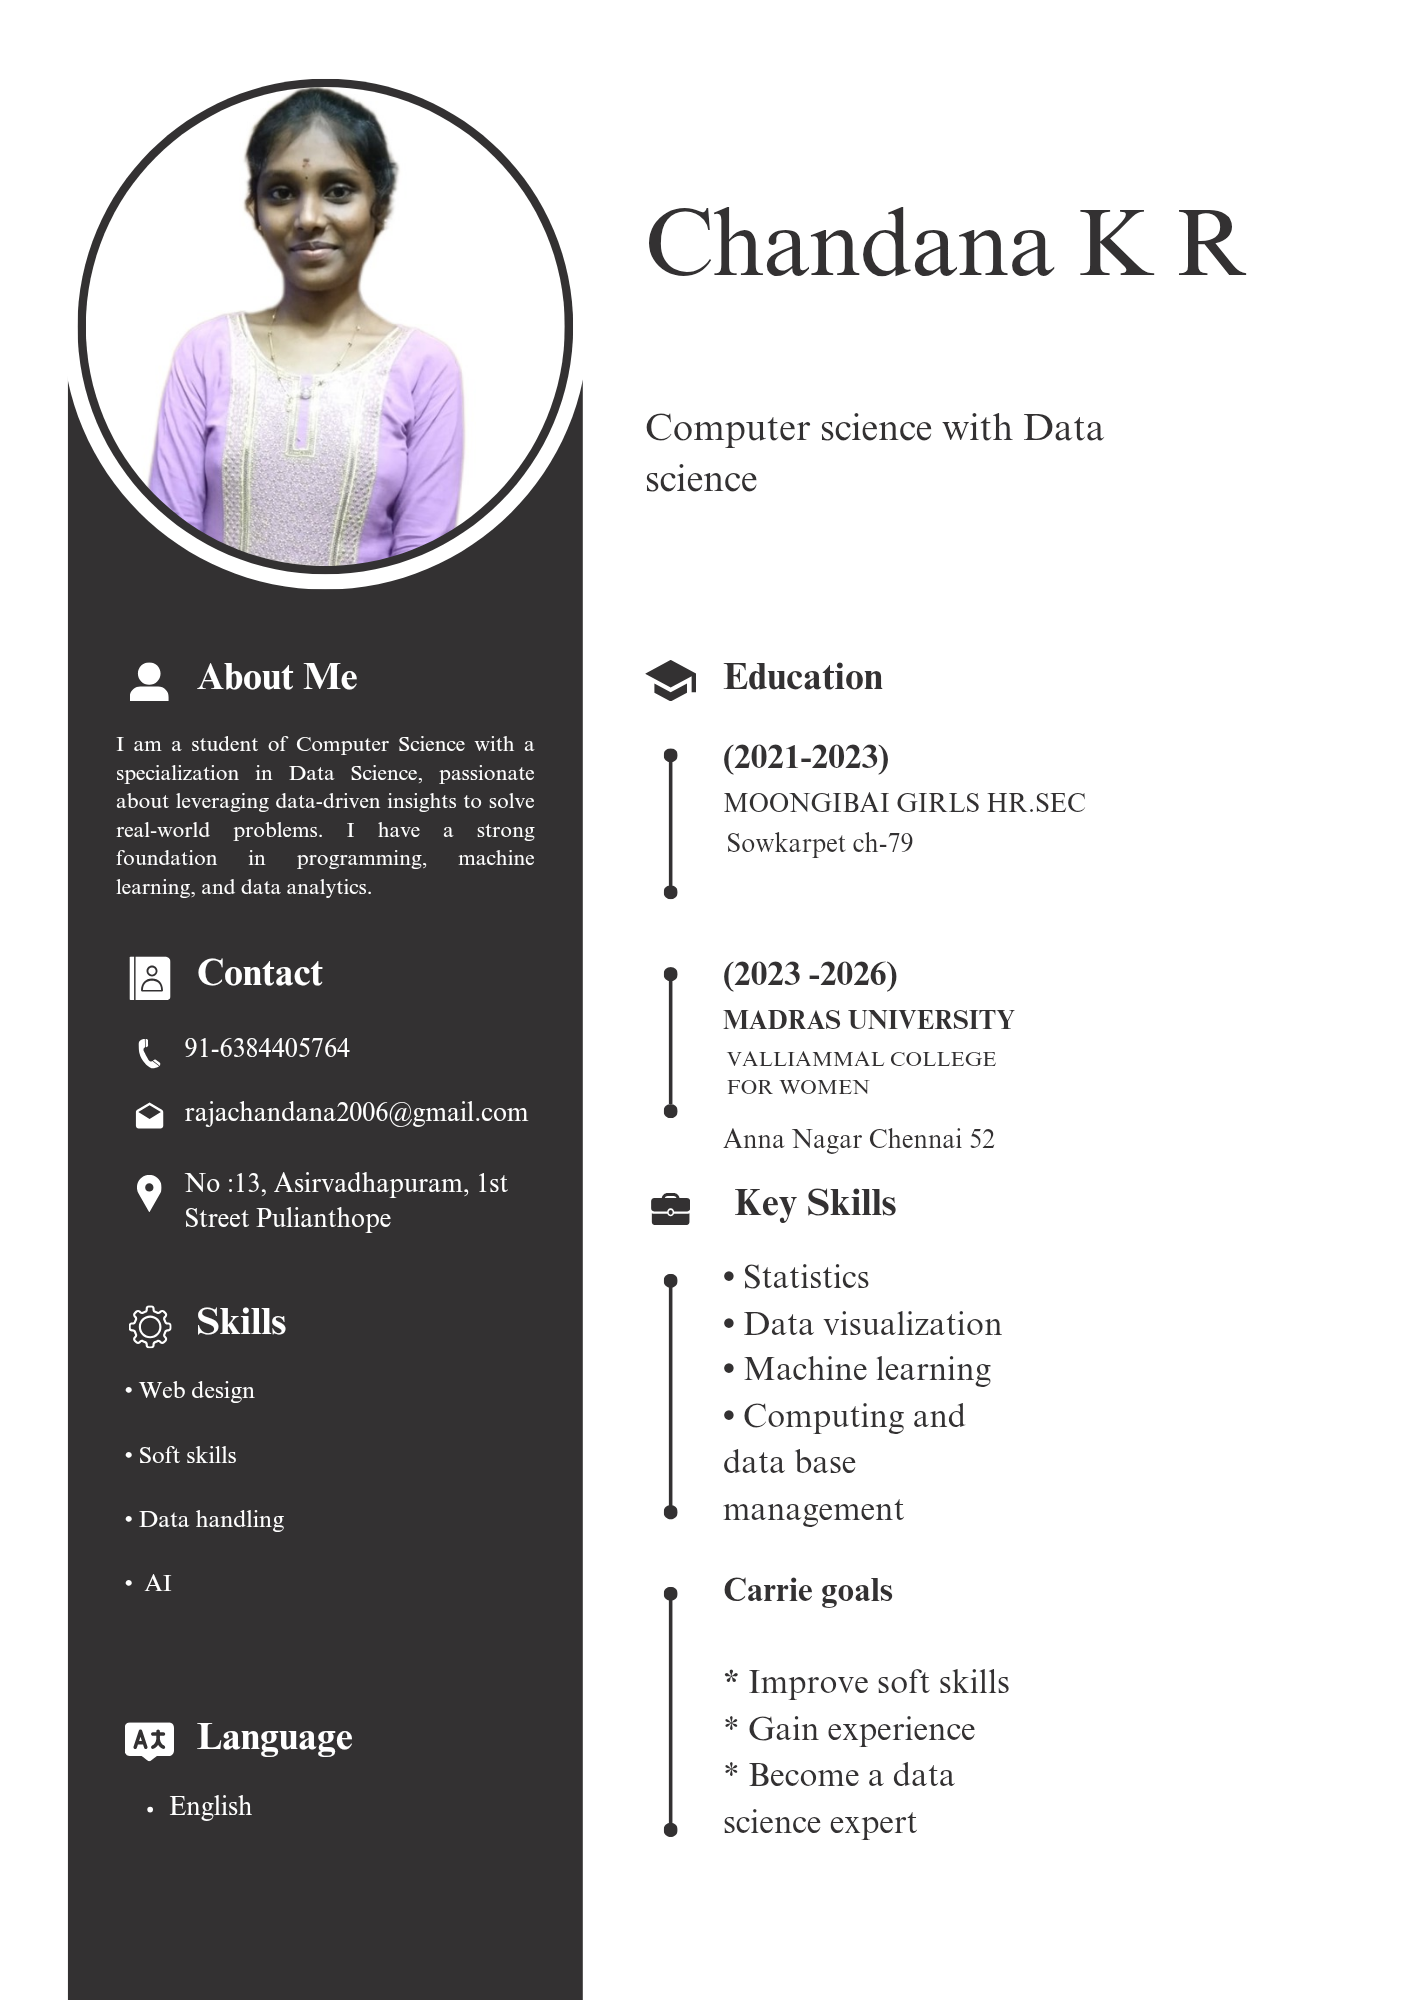 Chandana K R
Computer science with Data
science
About Me
I am a student of Computer Science with a
specialization in Data Science, passionate
about leveraging data-driven insights to solve
real-world problems. I have a strong
foundation in programming, machine
learning, and data analytics.
Contact
91-6384405764
rajachandana2006@gmail.com
No :13, Asirvadhapuram, 1st
Street Pulianthope
Skills
• Web design
• Soft skills
• Data handling
• AI
Language
• English
Education
(2021-2023)
MOONGIBAI GIRLS HR.SEC
Sowkarpet ch-79
(2023 -2026)
MADRAS UNIVERSITY
VALLIAMMAL COLLEGE
FOR WOMEN
Anna Nagar Chennai 52
Key Skills
• Statistics
• Data visualization
• Machine learning
• Computing and
data base
management
Carrie goals
* Improve soft skills
* Gain experience
* Become a data
science expert